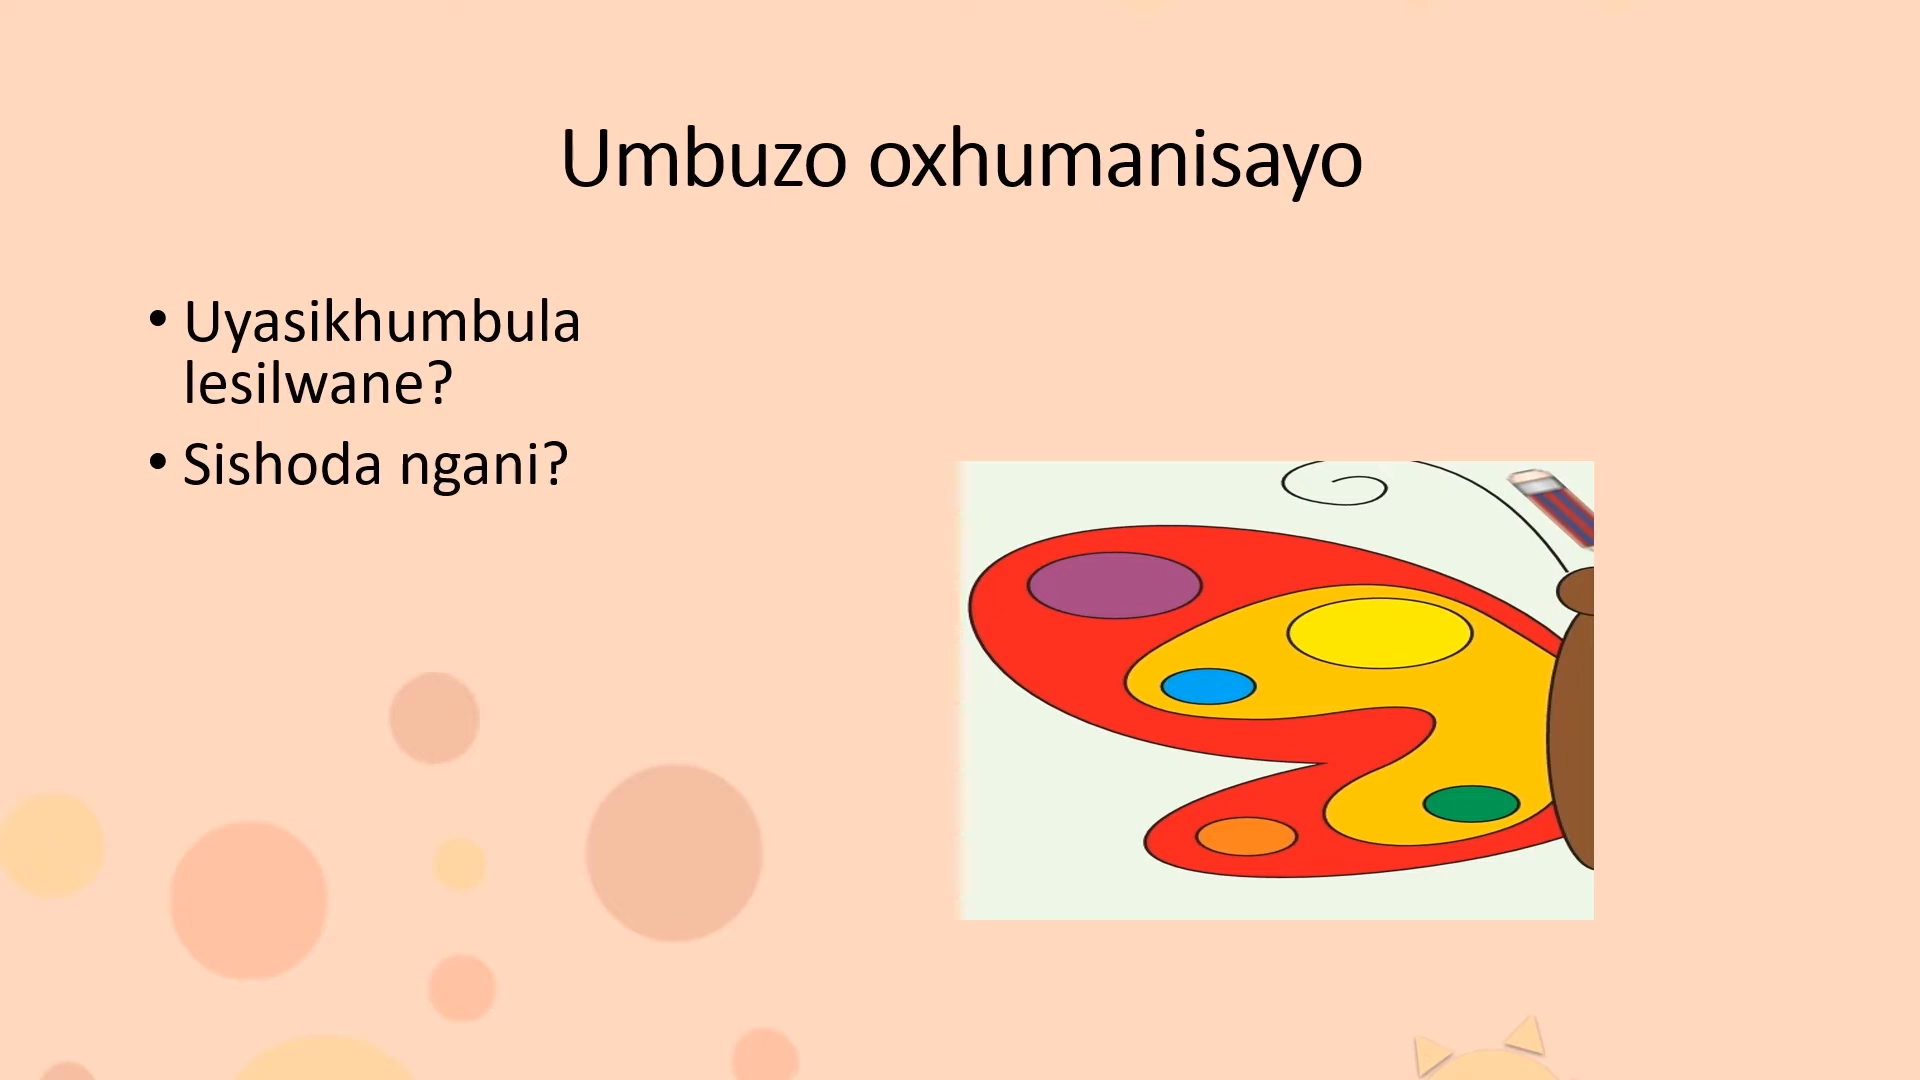 Umbuzo oxhumanisayo
• Uyasikhumbula
lesilwane?
• Sishoda ngani?